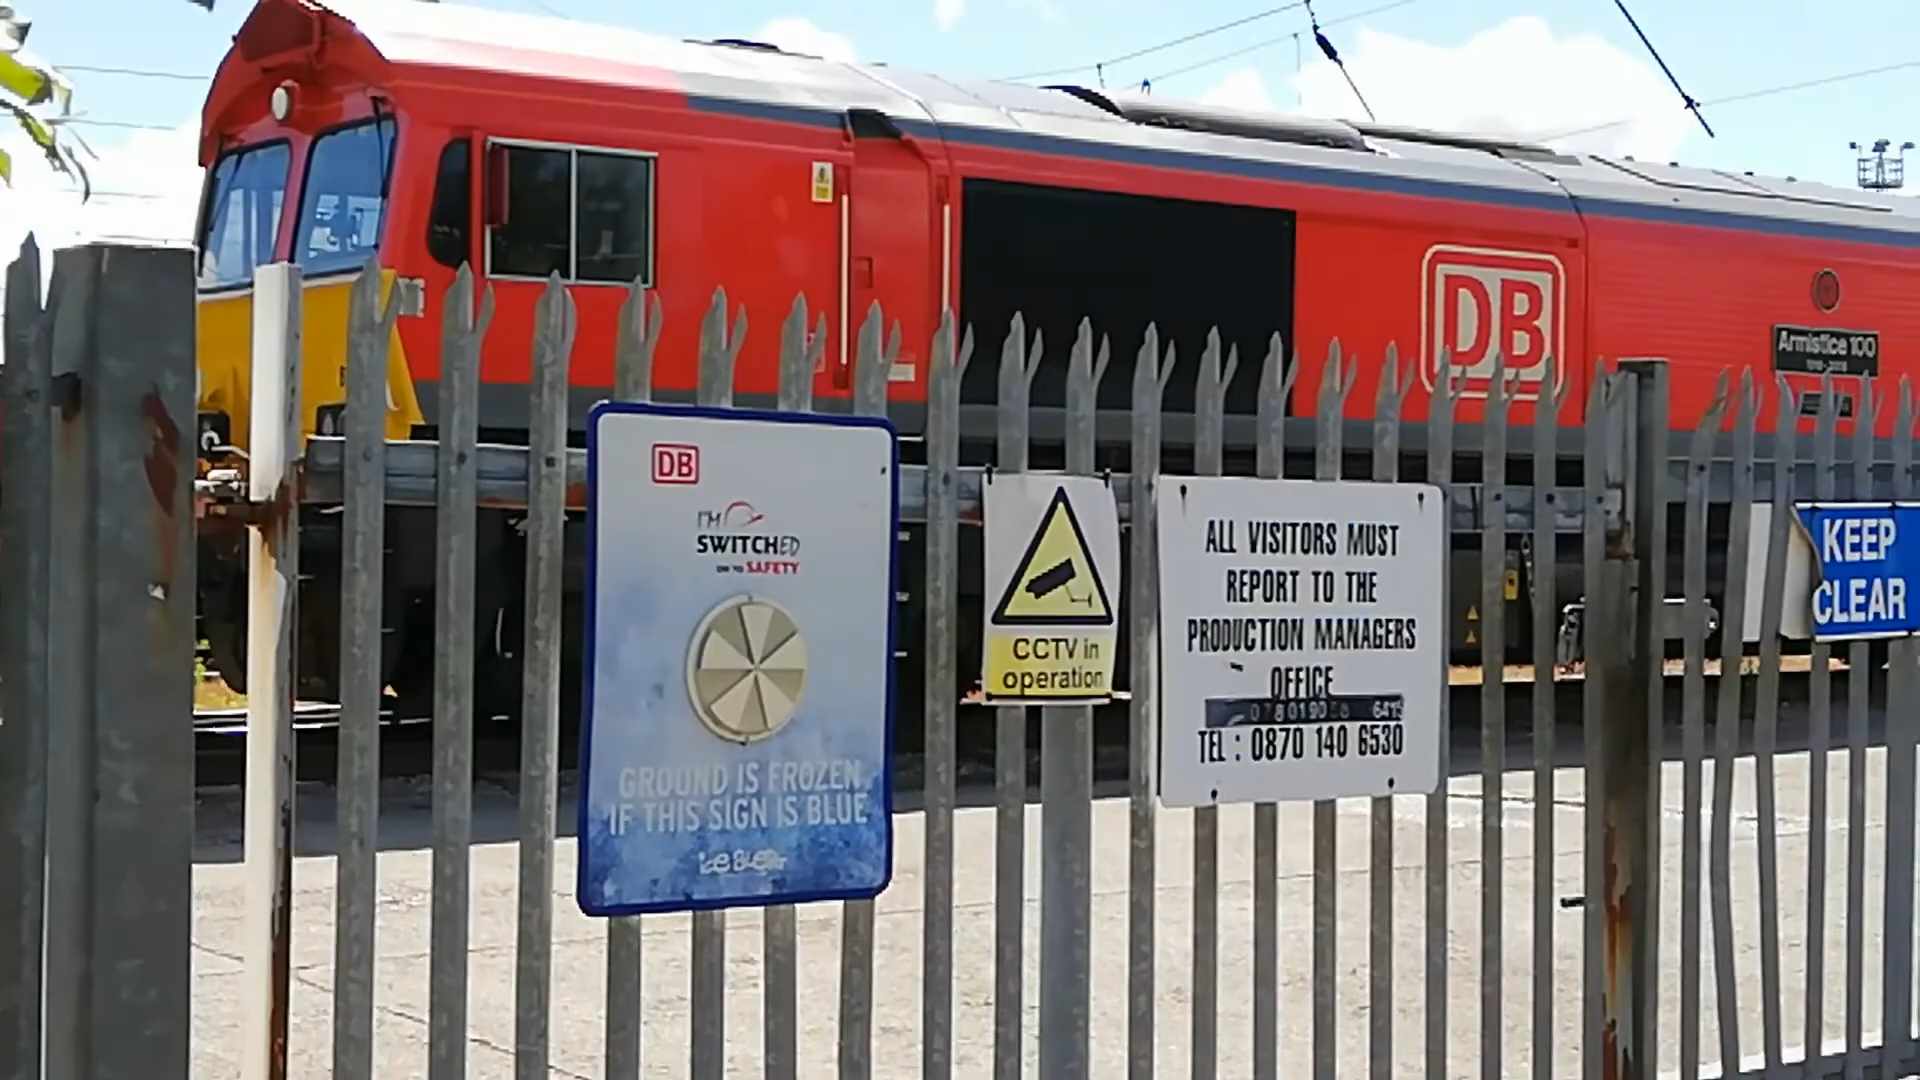 DB
Armistice 100
DB
I'M
SWITCHED
ON TO SAFETY
GROUND IS FROZEN
IF THIS SIGN IS BLUE
CCTV in
operation
ALL VISITORS MUST
REPORT TO THE
PRODUCTION MANAGERS
OFFICE
TEL : 0870 140 6530
KEEP
CLEAR